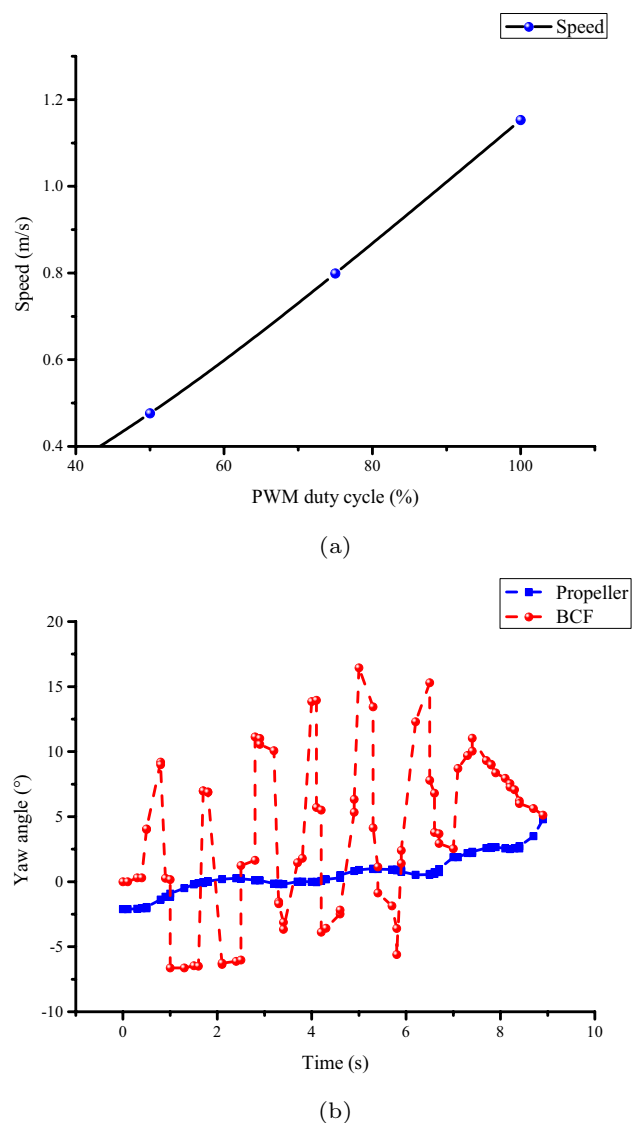 Speed
1.2
1.0
0.8
0.6
0.4
Speed (m/s)
40
60
80
100
PWM duty cycle (%)
(a)
Propeller
BCF
20
15
10
5
0
-5
-10
Yaw angle (°)
0
2
4
6
8
10
Time (s)
(b)